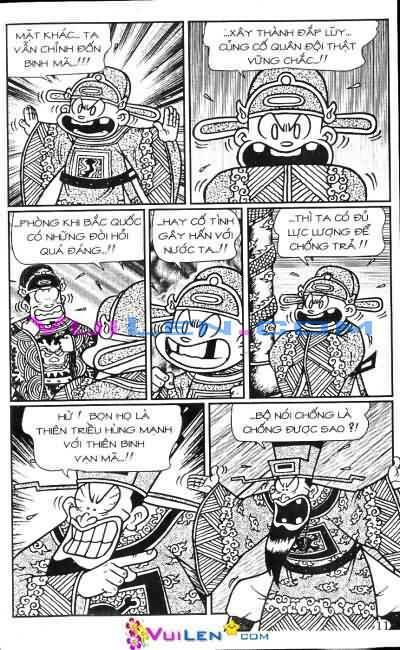 MẶT KHÁC... TA
VẪN CHỈNH ĐỐN
BINH MÃ...!!!
...XÂY THÀNH ĐẮP LŨY...
CỦNG CỐ QUÂN ĐỘI THẬT
VỮNG CHẮC...!!
...PHÒNG KHI BẮC QUỐC
CÓ NHỮNG ĐÒI HỎI
QUÁ ĐÁNG...!!
...HAY CỐ TÌNH
GÂY HẤN VỚI
NƯỚC TA...!!
...THÌ TA CÓ ĐỦ
LỰC LƯỢNG ĐỂ
CHỐNG TRẢ..!!
VUILEN.COM
HỪ! BỌN HỌ LÀ
THIÊN TRIỀU HÙNG MẠNH
VỚI THIÊN BINH
VẠN MÃ...!
...BỘ NÓI CHỐNG LÀ
CHỐNG ĐƯỢC SAO?!
11
VUILEN.COM